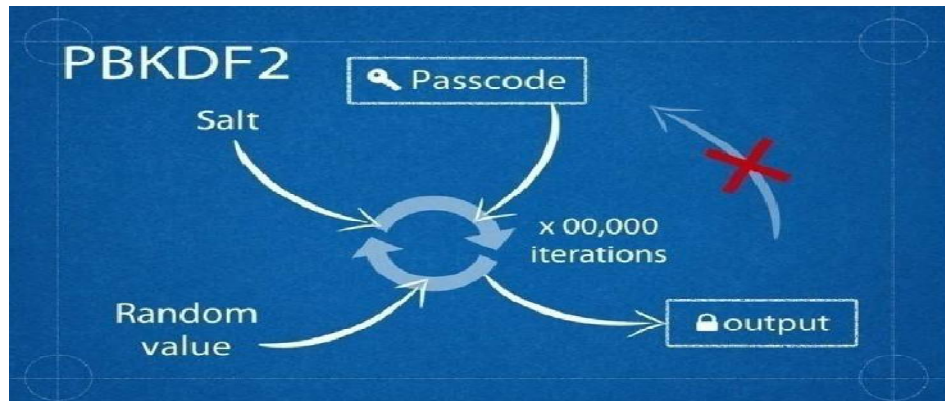 PBKDF2
Passcode
Salt
x 00,000
iterations
Random
value
output